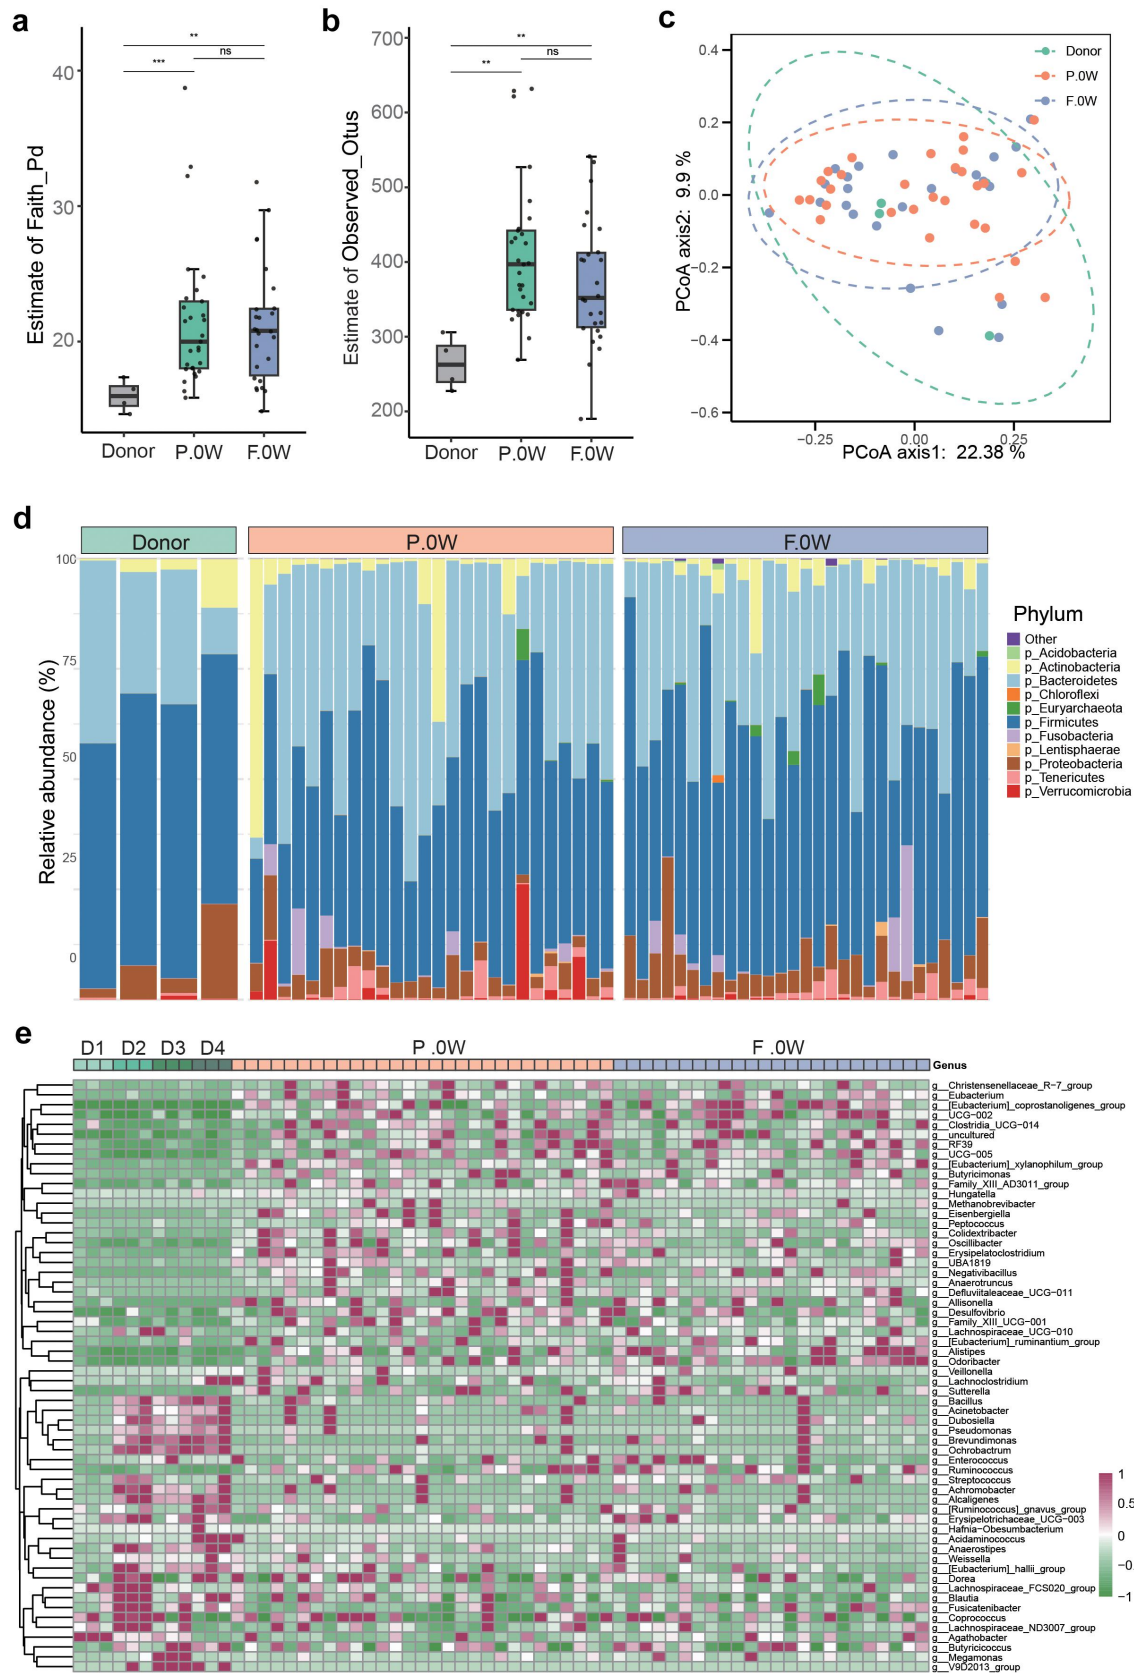 a
Estimate of Faith_Pd
40
30
20
**
ns
***
Donor
P.0W
F.0W
b
Estimate of Observed_Otus
700
600
500
400
300
200
**
ns
**
Donor
P.0W
F.0W
c
PCoA axis2: 9.9 %
0.4
0.2
0.0
−0.2
−0.4
−0.6
−0.25
0.00
0.25
PCoA axis1: 22.38 %
Donor
P.0W
F.0W
d
Donor
P.0W
F.0W
Relative abundance (%)
100
75
50
25
0
Phylum
Other
p_Acidobacteria
p_Actinobacteria
p_Bacteroidetes
p_Chloroflexi
p_Euryarchaeota
p_Firmicutes
p_Fusobacteria
p_Lentisphaerae
p_Proteobacteria
p_Tenericutes
p_Verrucomicrobia
e
D1 D2 D3 D4
P .0W
F .0W
Genus
g__Christensenellaceae_R-7_group
g__Eubacterium
g__[Eubacterium]_coprostanoligenes_group
g__UCG-002
g__Clostridia_UCG-014
g__uncultured
g__RF39
g__UCG-005
g__[Eubacterium]_xylanophilum_group
g__Butyricimonas
g__Family_XIII_AD3011_group
g__Hungatella
g__Methanobrevibacter
g__Eisenbergiella
g__Peptococcus
g__Colidextribacter
g__Oscillibacter
g__Erysipelatoclostridium
g__UBA1819
g__Negativibacillus
g__Anaerotruncus
g__Defluviitaleaceae_UCG-011
g__Allisonella
g__Desulfovibrio
g__Family_XIII_UCG-001
g__Lachnospiraceae_UCG-010
g__[Eubacterium]_ruminantium_group
g__Alistipes
g__Odoribacter
g__Veillonella
g__Lachnoclostridium
g__Sutterella
g__Bacillus
g__Acinetobacter
g__Dubosiella
g__Pseudomonas
g__Brevundimonas
g__Ochrobactrum
g__Enterococcus
g__Ruminococcus
g__Streptococcus
g__Achromobacter
g__Alcaligenes
g__[Ruminococcus]_gnavus_group
g__Erysipelotrichaceae_UCG-003
g__Hafnia-Obesumbacterium
g__Acidaminococcus
g__Anaerostipes
g__Weissella
g__[Eubacterium]_hallii_group
g__Dorea
g__Lachnospiraceae_FCS020_group
g__Blautia
g__Fusicatenibacter
g__Coprococcus
g__Lachnospiraceae_ND3007_group
g__Agathobacter
g__Butyricicoccus
g__Megamonas
g__V9D2013_group
1
0.5
0
−0.5
−1